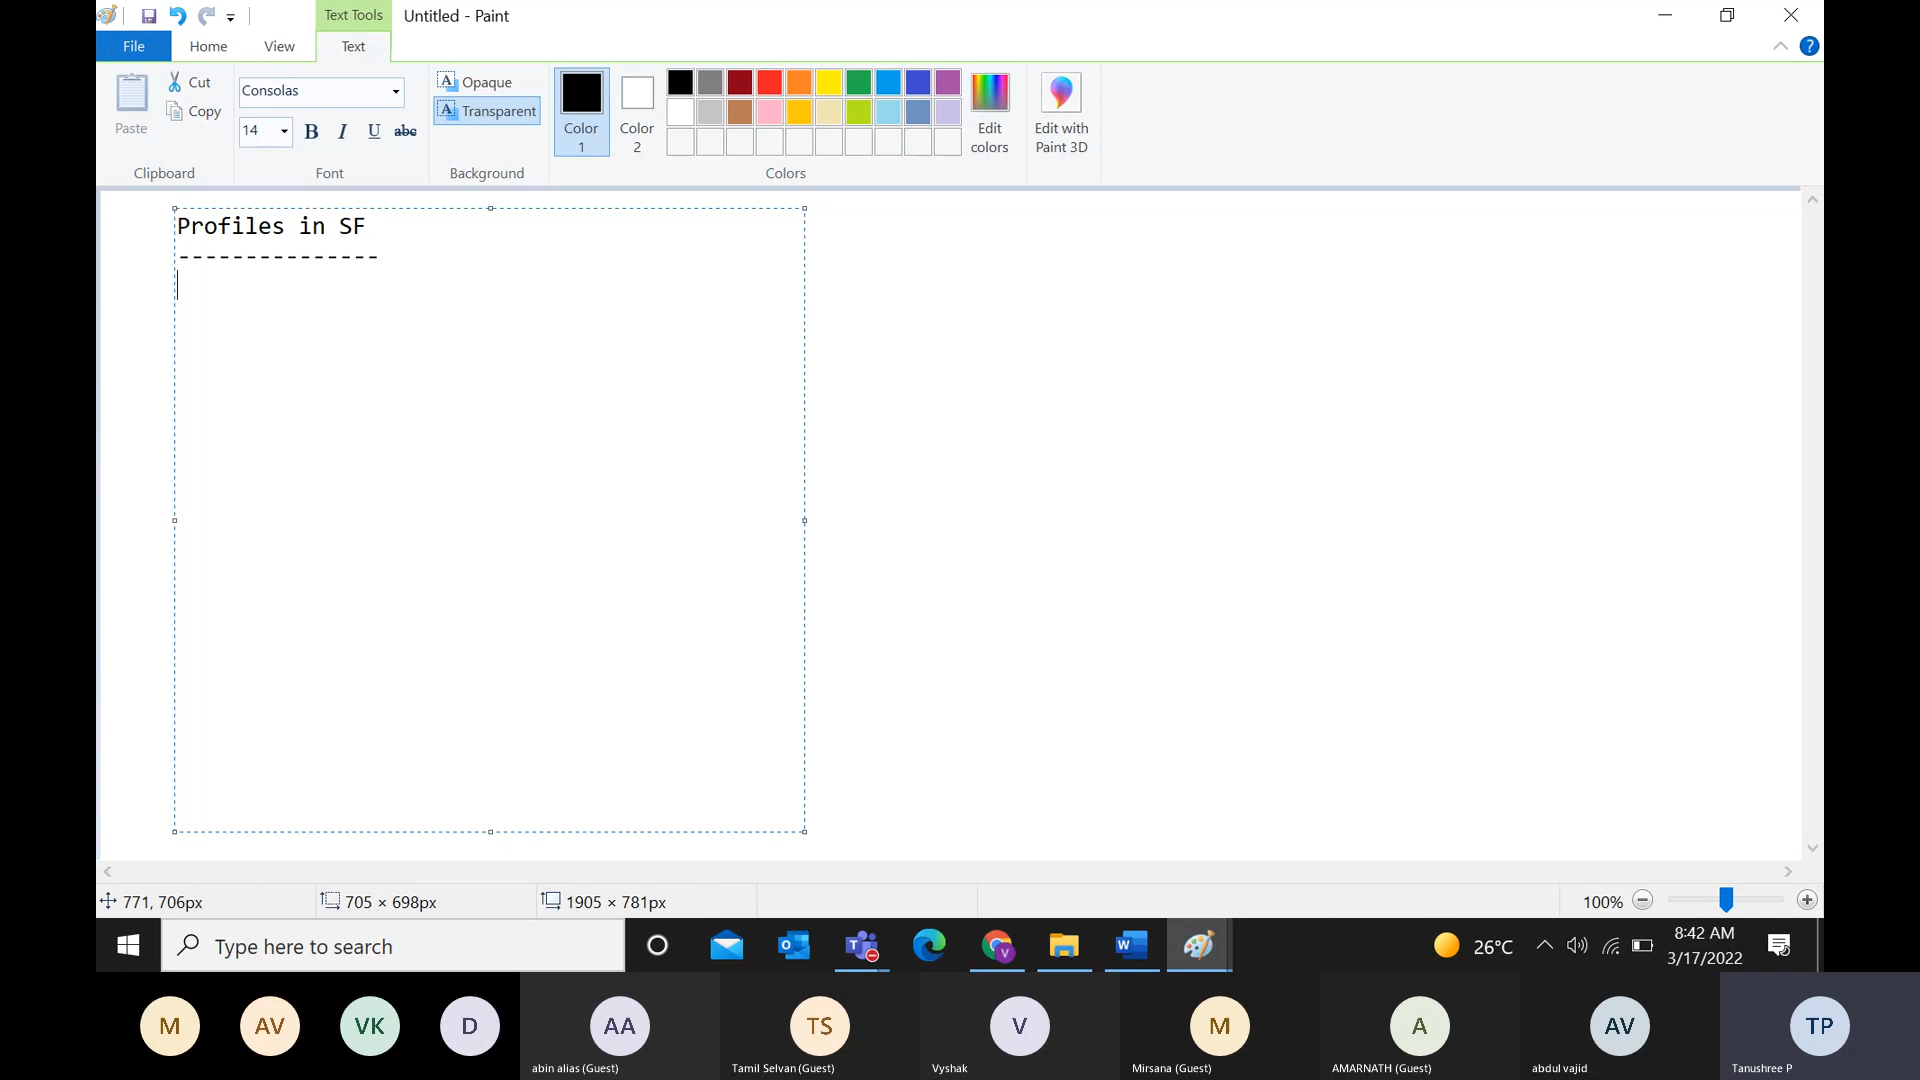 Text Tools
Untitled - Paint
File
Home
View
Text
Paste
Cut
Copy
Clipboard
Consolas
14
B I U abc
Font
A Opaque
A Transparent
Background
Color
1
Color
2
Colors
Edit
colors
Edit with
Paint 3D
?
Profiles in SF
---------------
771, 706px
705 × 698px
1905 × 781px
100%
Type here to search
T
V
W
26°C
8:42 AM
3/17/2022
M
AV
VK
D
AA
abin alias (Guest)
TS
Tamil Selvan (Guest)
V
Vyshak
M
Mirsana (Guest)
A
AMARNATH (Guest)
AV
abdul vajid
TP
Tanushree P